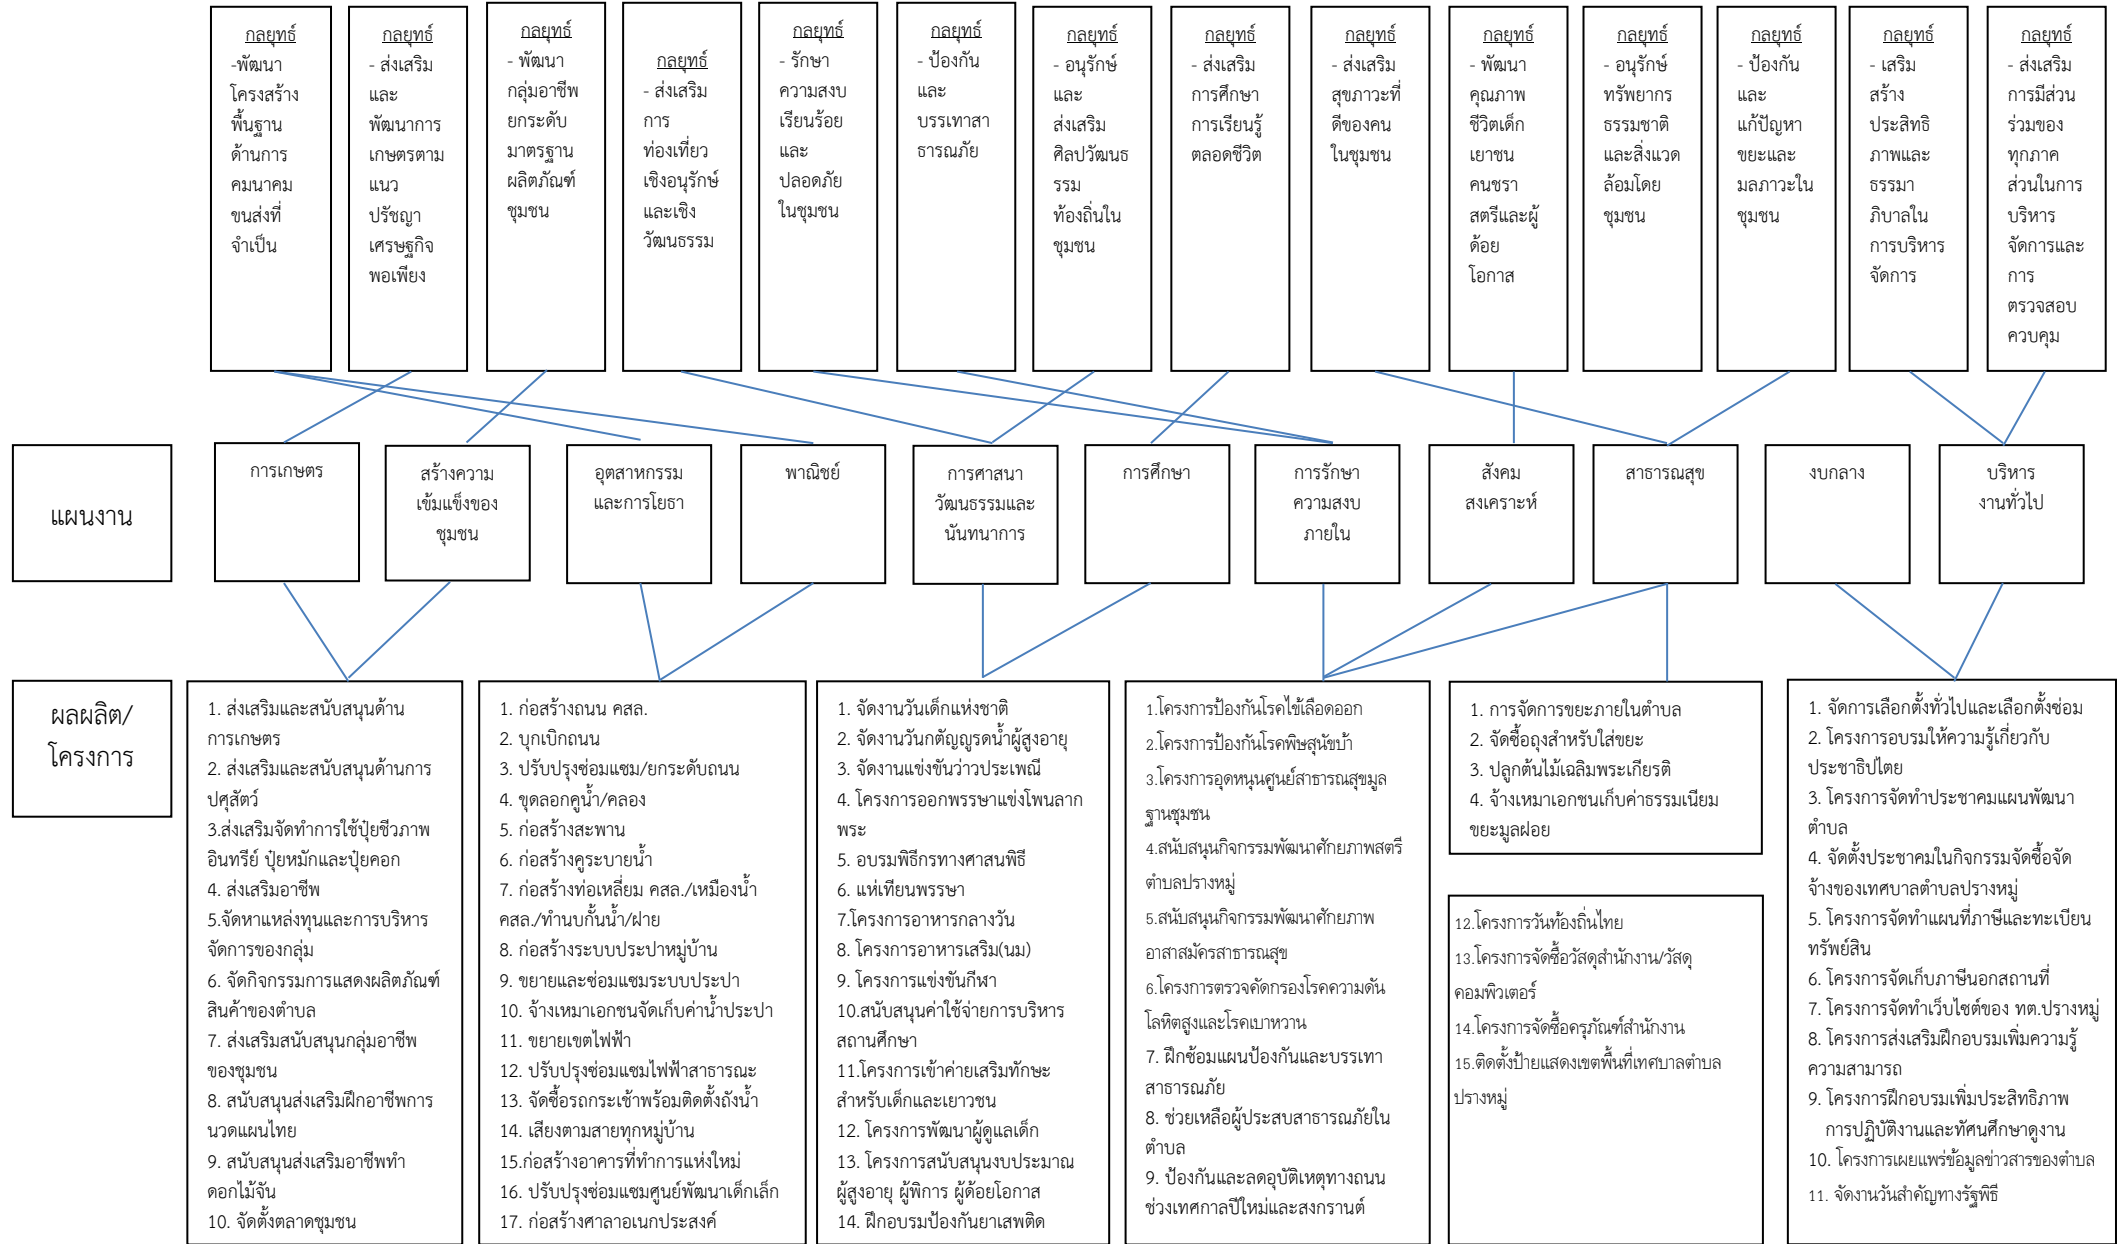 กลยุทธ์
-พัฒนา
โครงสร้าง
พื้นฐาน
ด้านการ
คมนาคม
ขนส่งที่
จำเป็น
กลยุทธ์
- ส่งเสริม
และ
พัฒนาการ
เกษตรตาม
แนว
ปรัชญา
เศรษฐกิจ
พอเพียง
กลยุทธ์
- พัฒนา
กลุ่มอาชีพ
ยกระดับ
มาตรฐาน
ผลิตภัณฑ์
ชุมชน
กลยุทธ์
- ส่งเสริม
การ
ท่องเที่ยว
เชิงอนุรักษ์
และเชิง
วัฒนธรรม
กลยุทธ์
- รักษา
ความสงบ
เรียบร้อย
และ
ปลอดภัย
ในชุมชน
กลยุทธ์
- ป้องกัน
และ
บรรเทาสา
ธารณภัย
กลยุทธ์
- อนุรักษ์
และ
ส่งเสริม
ศิลปวัฒนธ
รรม
ท้องถิ่นใน
ชุมชน
กลยุทธ์
- ส่งเสริม
การศึกษา
การเรียนรู้
ตลอดชีวิต
กลยุทธ์
- ส่งเสริม
สุขภาวะที่
ดีของคน
ในชุมชน
กลยุทธ์
- พัฒนา
คุณภาพ
ชีวิตเด็ก
เยาชน
คนชรา
สตรีและผู้
ด้อย
โอกาส
กลยุทธ์
- อนุรักษ์
ทรัพยากร
ธรรมชาติ
และสิ่งแวด
ล้อมโดย
ชุมชน
กลยุทธ์
- ป้องกัน
และ
แก้ปัญหา
ขยะและ
มลภาวะใน
ชุมชน
กลยุทธ์
- เสริม
สร้าง
ประสิทธิ
ภาพและ
ธรรมา
ภิบาลใน
การบริหาร
จัดการ
กลยุทธ์
- ส่งเสริม
การมีส่วน
ร่วมของ
ทุกภาค
ส่วนในการ
บริหาร
จัดการและ
การ
ตรวจสอบ
ควบคุม
แผนงาน
การเกษตร
สร้างความ
เข้มแข็งของ
ชุมชน
อุตสาหกรรม
และการโยธา
พาณิชย์
การศาสนา
วัฒนธรรมและ
นันทนาการ
การศึกษา
การรักษา
ความสงบ
ภายใน
สังคม
สงเคราะห์
สาธารณสุข
งบกลาง
บริหาร
งานทั่วไป
ผลผลิต/
โครงการ
1. ส่งเสริมและสนับสนุนด้าน
การเกษตร
2. ส่งเสริมและสนับสนุนด้านการ
ปศุสัตว์
3.ส่งเสริมจัดทำการใช้ปุ๋ยชีวภาพ
อินทรีย์ ปุ๋ยหมักและปุ๋ยคอก
4. ส่งเสริมอาชีพ
5.จัดหาแหล่งทุนและการบริหาร
จัดการของกลุ่ม
6. จัดกิจกรรมการแสดงผลิตภัณฑ์
สินค้าของตำบล
7. ส่งเสริมสนับสนุนกลุ่มอาชีพ
ของชุมชน
8. สนับสนุนส่งเสริมฝึกอาชีพการ
นวดแผนไทย
9. สนับสนุนส่งเสริมอาชีพทำ
ดอกไม้จัน
10. จัดตั้งตลาดชุมชน
1. ก่อสร้างถนน คสล.
2. บุกเบิกถนน
3. ปรับปรุงซ่อมแซม/ยกระดับถนน
4. ขุดลอกคูน้ำ/คลอง
5. ก่อสร้างสะพาน
6. ก่อสร้างคูระบายน้ำ
7. ก่อสร้างท่อเหลี่ยม คสล./เหมืองน้ำ
คสล./ทำนบกั้นน้ำ/ฝาย
8. ก่อสร้างระบบประปาหมู่บ้าน
9. ขยายและซ่อมแซมระบบประปา
10. จ้างเหมาเอกชนจัดเก็บค่าน้ำประปา
11. ขยายเขตไฟฟ้า
12. ปรับปรุงซ่อมแซมไฟฟ้าสาธารณะ
13. จัดซื้อรถกระเช้าพร้อมติดตั้งถังน้ำ
14. เสียงตามสายทุกหมู่บ้าน
15.ก่อสร้างอาคารที่ทำการแห่งใหม่
16. ปรับปรุงซ่อมแซมศูนย์พัฒนาเด็กเล็ก
17. ก่อสร้างศาลาอเนกประสงค์
1. จัดงานวันเด็กแห่งชาติ
2. จัดงานวันกตัญญูรดน้ำผู้สูงอายุ
3. จัดงานแข่งขันว่าวประเพณี
4. โครงการออกพรรษาแข่งโพนลาก
พระ
5. อบรมพิธีกรทางศาสนพิธี
6. แห่เทียนพรรษา
7.โครงการอาหารกลางวัน
8. โครงการอาหารเสริม(นม)
9. โครงการแข่งขันกีฬา
10.สนับสนุนค่าใช้จ่ายการบริหาร
สถานศึกษา
11.โครงการเข้าค่ายเสริมทักษะ
สำหรับเด็กและเยาวชน
12. โครงการพัฒนาผู้ดูแลเด็ก
13. โครงการสนับสนุนงบประมาณ
ผู้สูงอายุ ผู้พิการ ผู้ด้อยโอกาส
14. ฝึกอบรมป้องกันยาเสพติด
1.โครงการป้องกันโรคไข้เลือดออก
2.โครงการป้องกันโรคพิษสุนัขบ้า
3.โครงการอุดหนุนศูนย์สาธารณสุขมูล
ฐานชุมชน
4.สนับสนุนกิจกรรมพัฒนาศักยภาพสตรี
ตำบลปรางหมู่
5.สนับสนุนกิจกรรมพัฒนาศักยภาพ
อาสาสมัครสาธารณสุข
6.โครงการตรวจคัดกรองโรคความดัน
โลหิตสูงและโรคเบาหวาน
7. ฝึกซ้อมแผนป้องกันและบรรเทา
สาธารณภัย
8. ช่วยเหลือผู้ประสบสาธารณภัยใน
ตำบล
9. ป้องกันและลดอุบัติเหตุทางถนน
ช่วงเทศกาลปีใหม่และสงกรานต์
1. การจัดการขยะภายในตำบล
2. จัดซื้อถุงสำหรับใส่ขยะ
3. ปลูกต้นไม้เฉลิมพระเกียรติ
4. จ้างเหมาเอกชนเก็บค่าธรรมเนียม
ขยะมูลฝอย
12.โครงการวันท้องถิ่นไทย
13.โครงการจัดซื้อวัสดุสำนักงาน/วัสดุ
คอมพิวเตอร์
14.โครงการจัดซื้อครุภัณฑ์สำนักงาน
15.ติดตั้งป้ายแสดงเขตพื้นที่เทศบาลตำบล
ปรางหมู่
1. จัดการเลือกตั้งทั่วไปและเลือกตั้งซ่อม
2. โครงการอบรมให้ความรู้เกี่ยวกับ
ประชาธิปไตย
3. โครงการจัดทำประชาคมแผนพัฒนา
ตำบล
4. จัดตั้งประชาคมในกิจกรรมจัดซื้อจัด
จ้างของเทศบาลตำบลปรางหมู่
5. โครงการจัดทำแผนที่ภาษีและทะเบียน
ทรัพย์สิน
6. โครงการจัดเก็บภาษีนอกสถานที่
7. โครงการจัดทำเว็บไซต์ของ ทต.ปรางหมู่
8. โครงการส่งเสริมฝึกอบรมเพิ่มความรู้
ความสามารถ
9. โครงการฝึกอบรมเพิ่มประสิทธิภาพ
การปฏิบัติงานและทัศนศึกษาดูงาน
10. โครงการเผยแพร่ข้อมูลข่าวสารของตำบล
11. จัดงานวันสำคัญทางรัฐพิธี